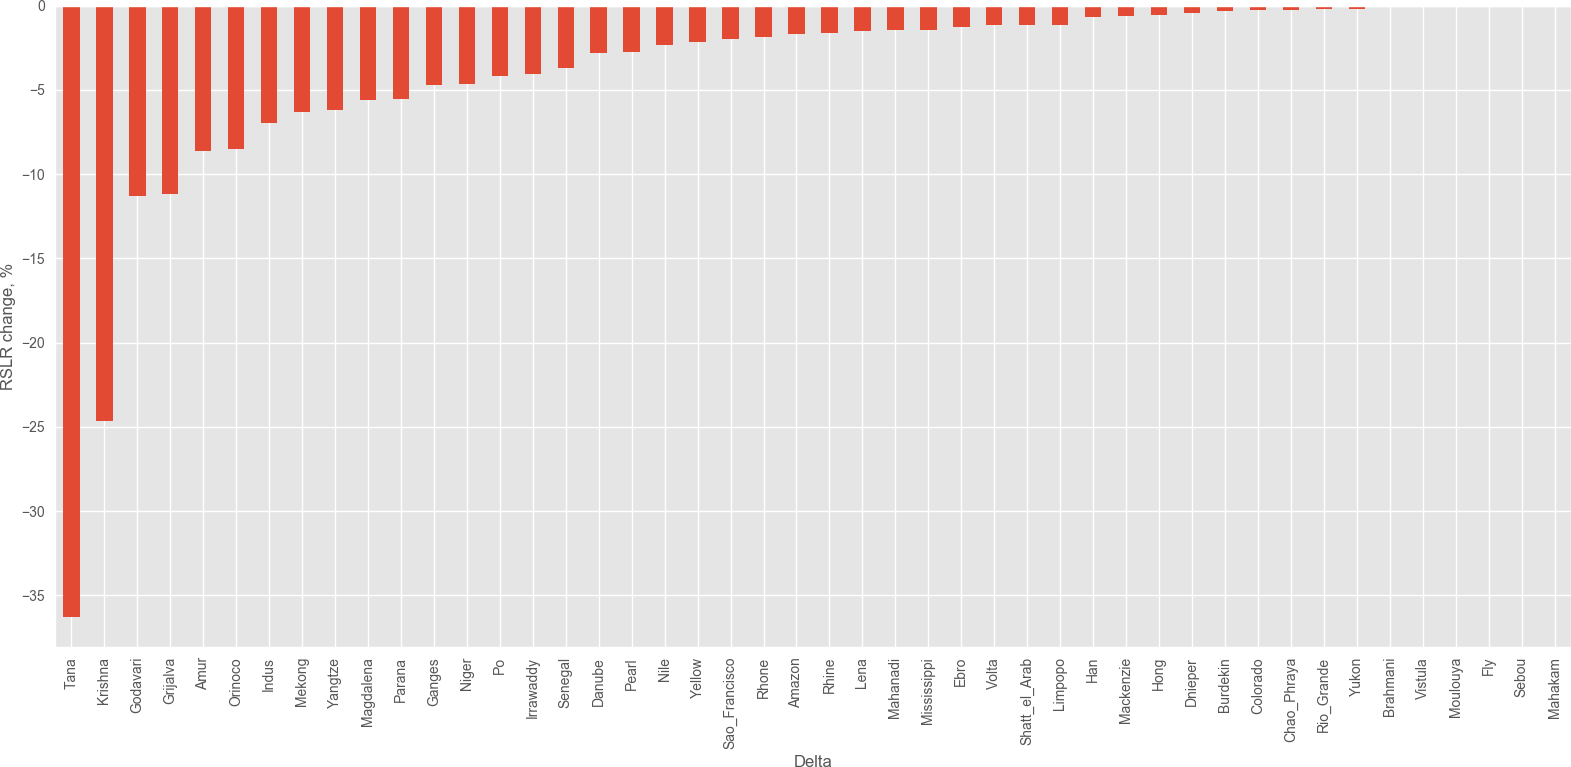 0
−5
−10
−15
−20
−25
−30
−35
RSLR change, %
Tana
Krishna
Godavari
Grijalva
Amur
Orinoco
Indus
Mekong
Yangtze
Magdalena
Parana
Ganges
Niger
Po
Irrawaddy
Senegal
Danube
Pearl
Nile
Yellow
Sao_Francisco
Rhone
Amazon
Rhine
Lena
Mahanadi
Mississippi
Ebro
Volta
Shatt_el_Arab
Limpopo
Han
Mackenzie
Hong
Dnieper
Burdekin
Colorado
Chao_Phraya
Rio_Grande
Yukon
Brahmani
Vistula
Moulouya
Fly
Sebou
Mahakam
Delta